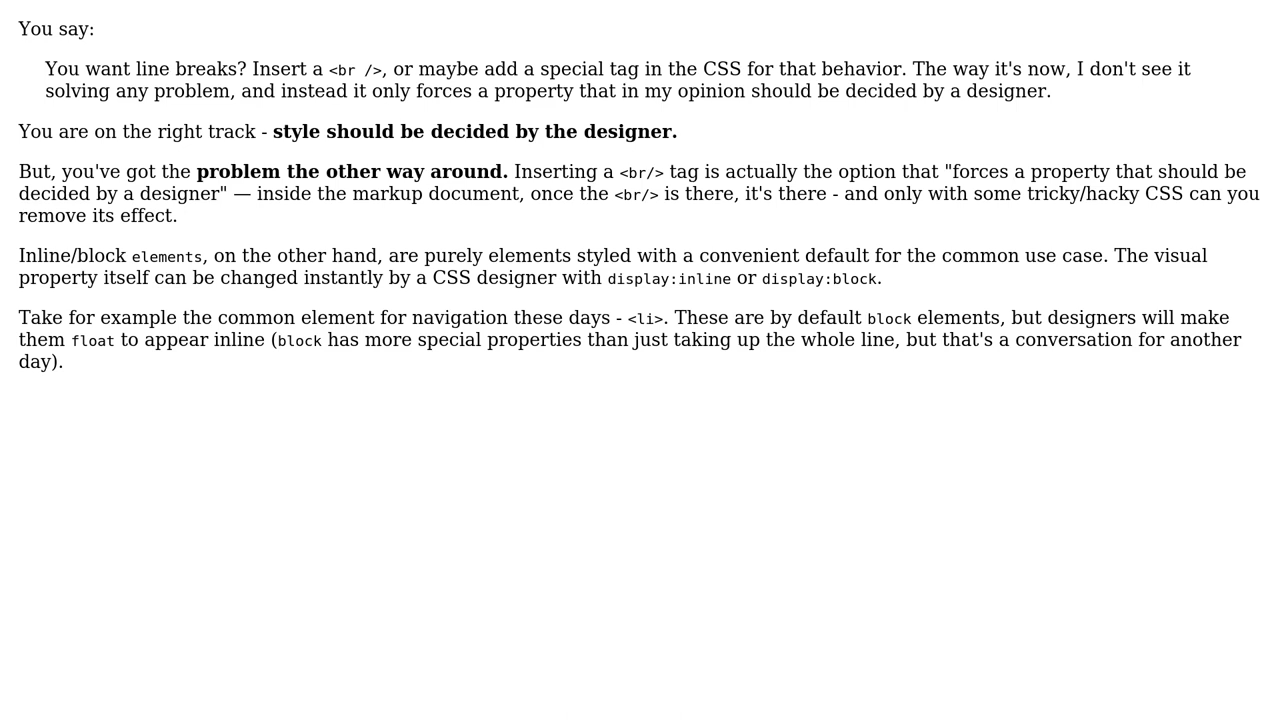 You say:
You want line breaks? Insert a <br />, or maybe add a special tag in the CSS for that behavior. The way it's now, I don't see it
solving any problem, and instead it only forces a property that in my opinion should be decided by a designer.
You are on the right track - style should be decided by the designer.
But, you've got the problem the other way around. Inserting a <br/> tag is actually the option that "forces a property that should be
decided by a designer" — inside the markup document, once the <br/> is there, it's there - and only with some tricky/hacky CSS can you
remove its effect.
Inline/block elements, on the other hand, are purely elements styled with a convenient default for the common use case. The visual
property itself can be changed instantly by a CSS designer with display:inline or display:block.
Take for example the common element for navigation these days - <li>. These are by default block elements, but designers will make
them float to appear inline (block has more special properties than just taking up the whole line, but that's a conversation for another
day).